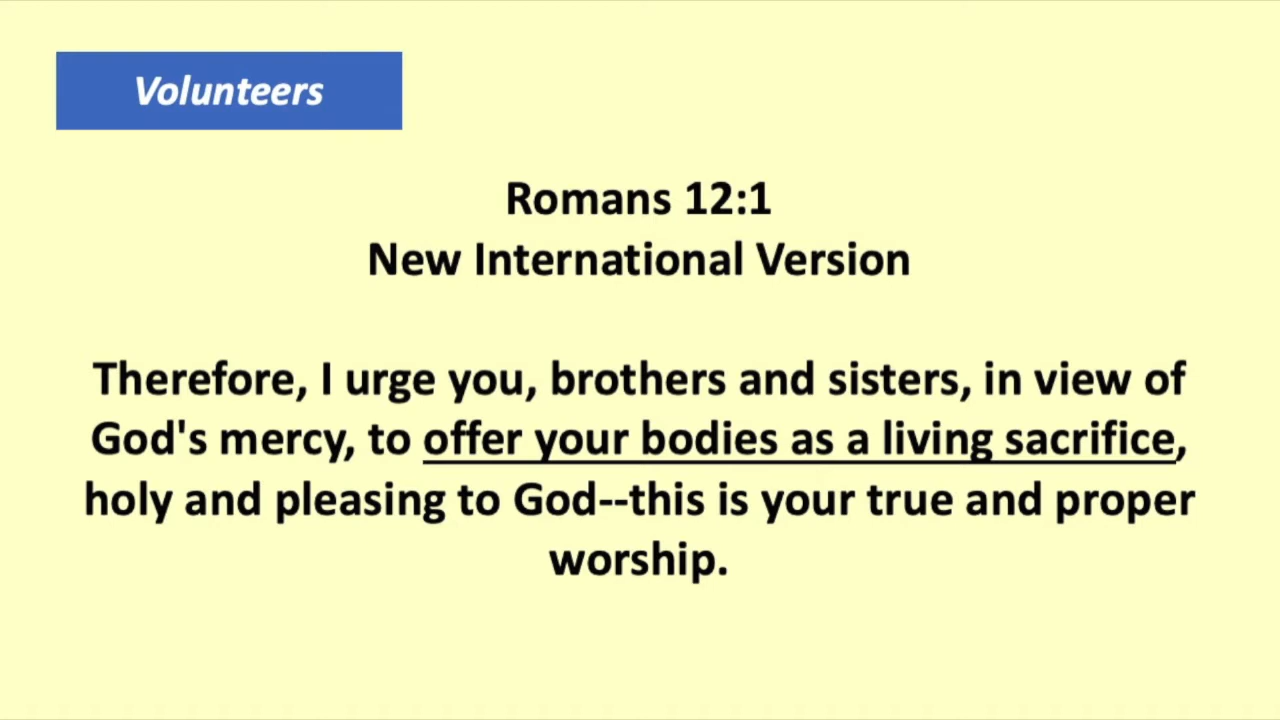 Volunteers
Romans 12:1
New International Version
Therefore, I urge you, brothers and sisters, in view of
God's mercy, to offer your bodies as a living sacrifice,
holy and pleasing to God--this is your true and proper
worship.